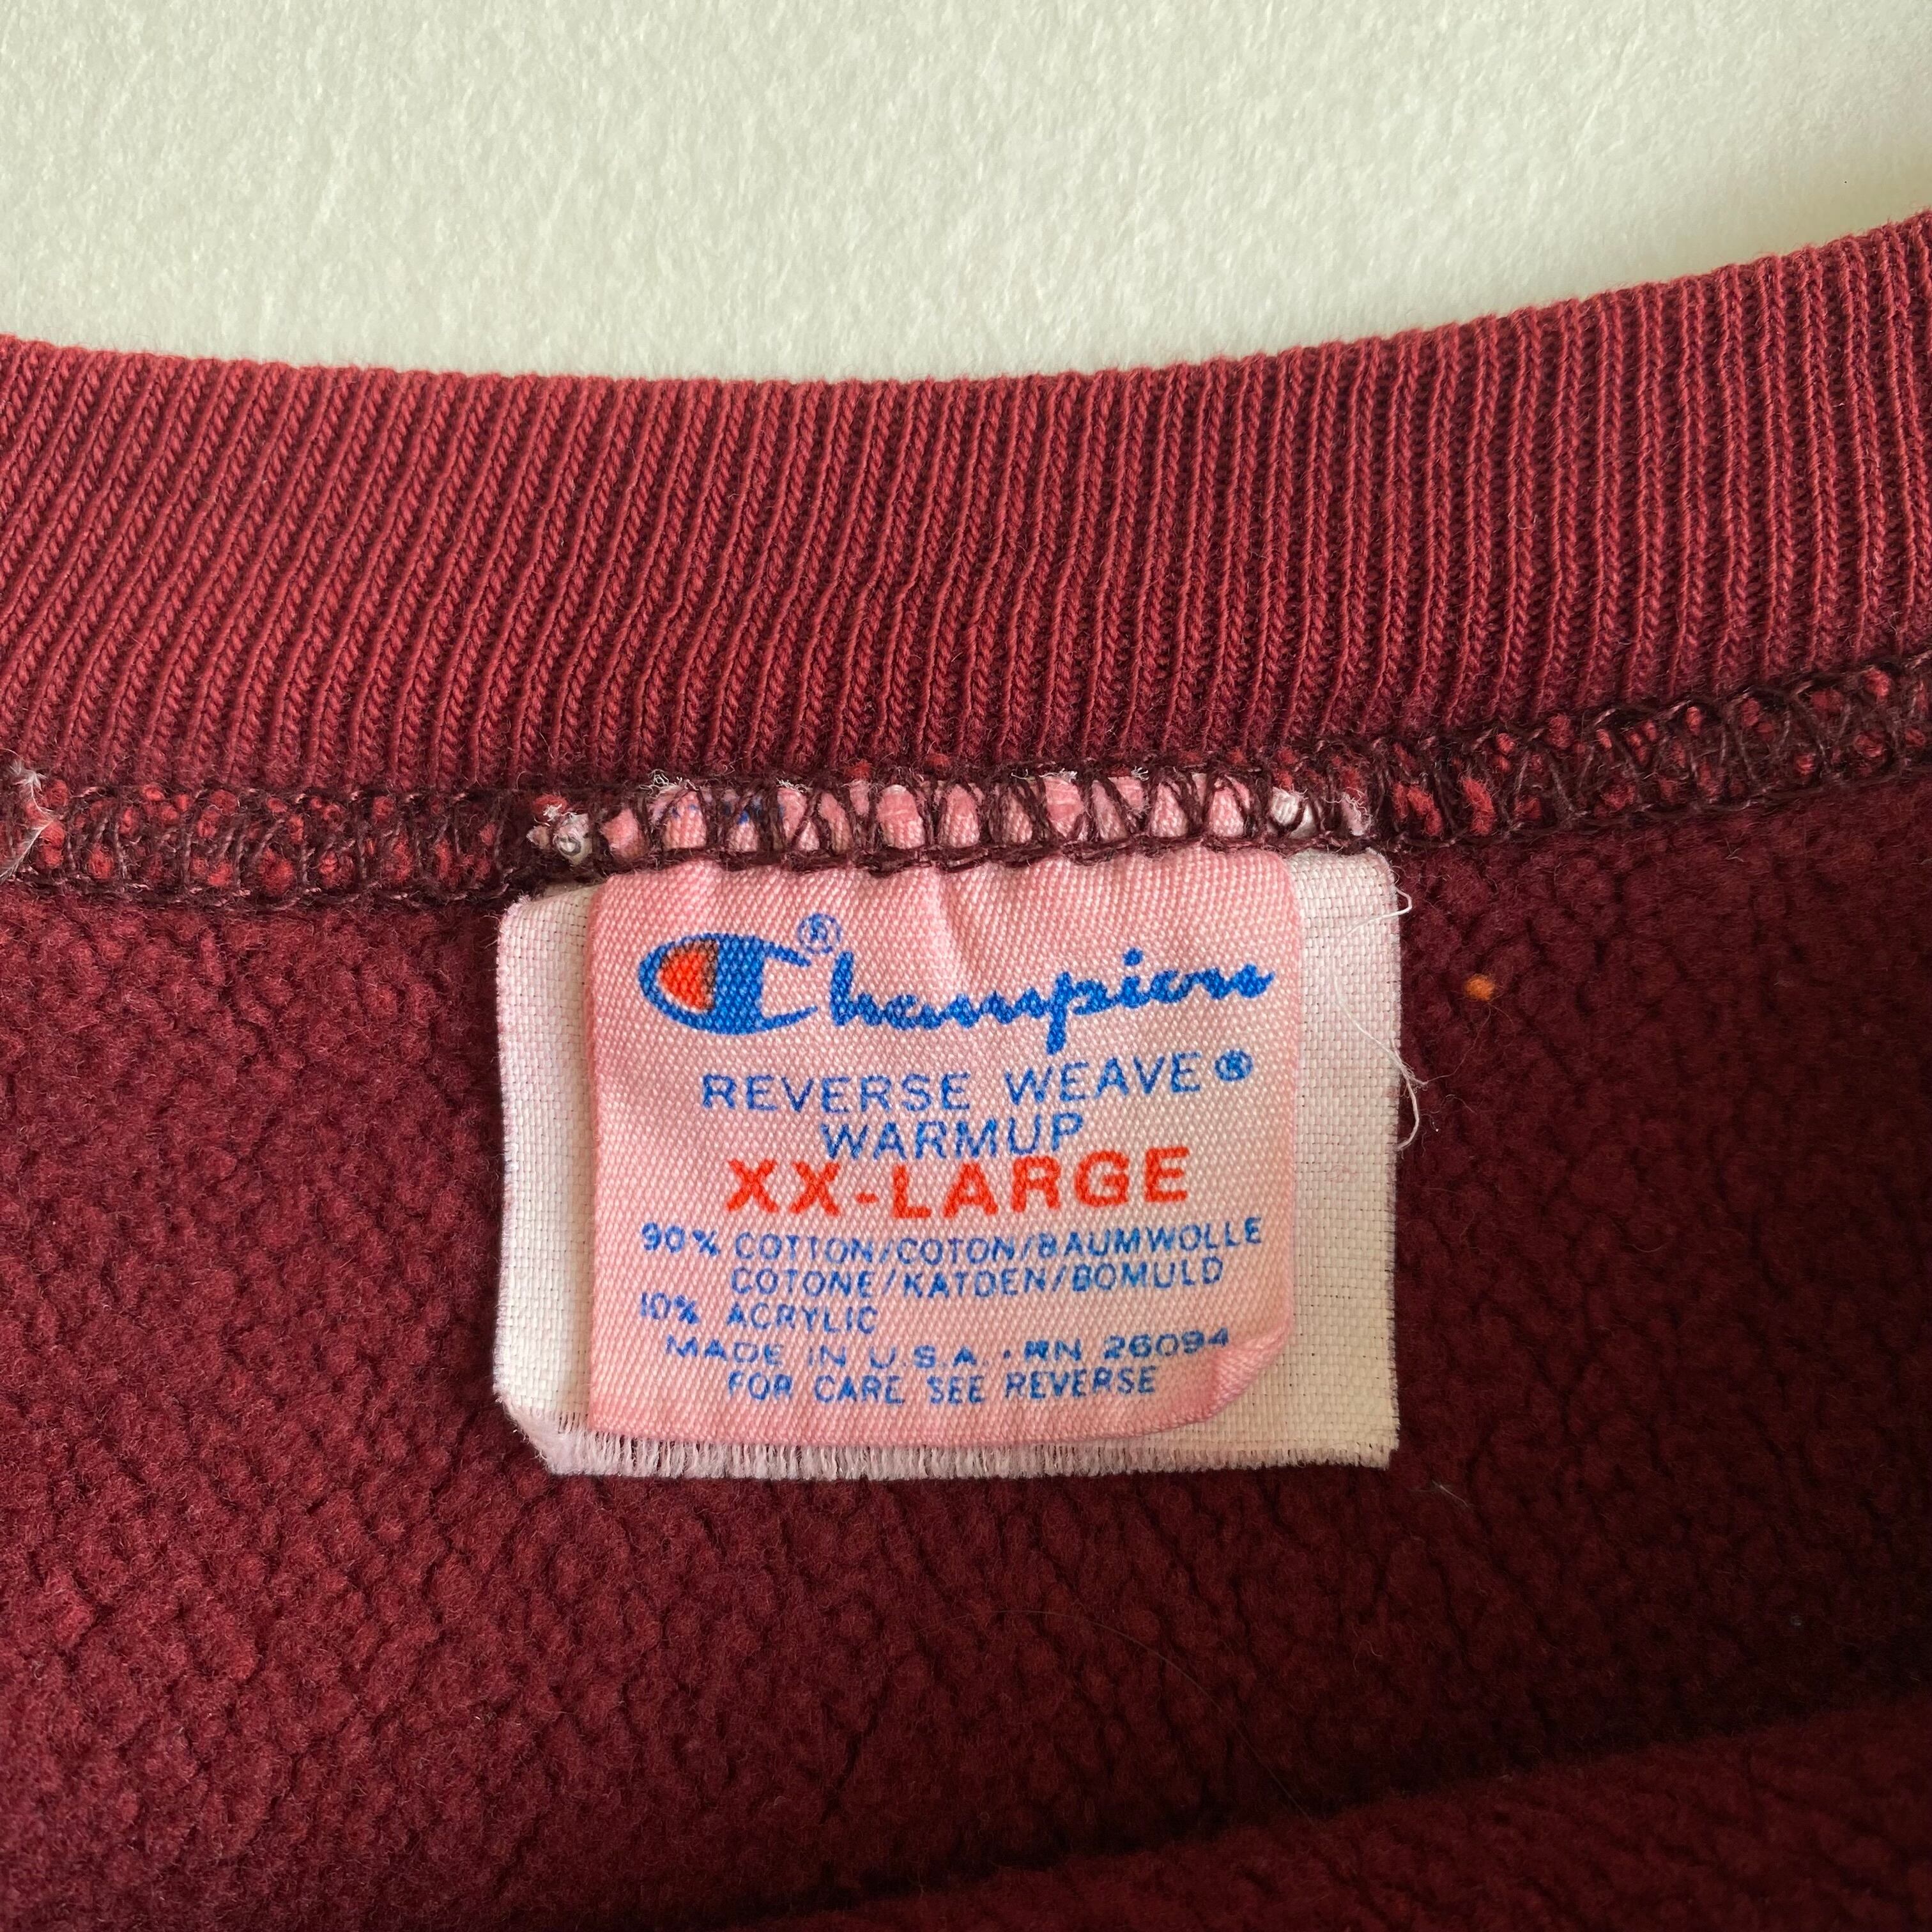 Champion®
REVERSE WEAVE®
WARMUP
XX-LARGE
90% COTTON/COTON/BAUMWOLLE
COTONE/KATOEN/BOMULD
10% ACRYLIC
MADE IN U.S.A. · RN 26094
FOR CARE SEE REVERSE